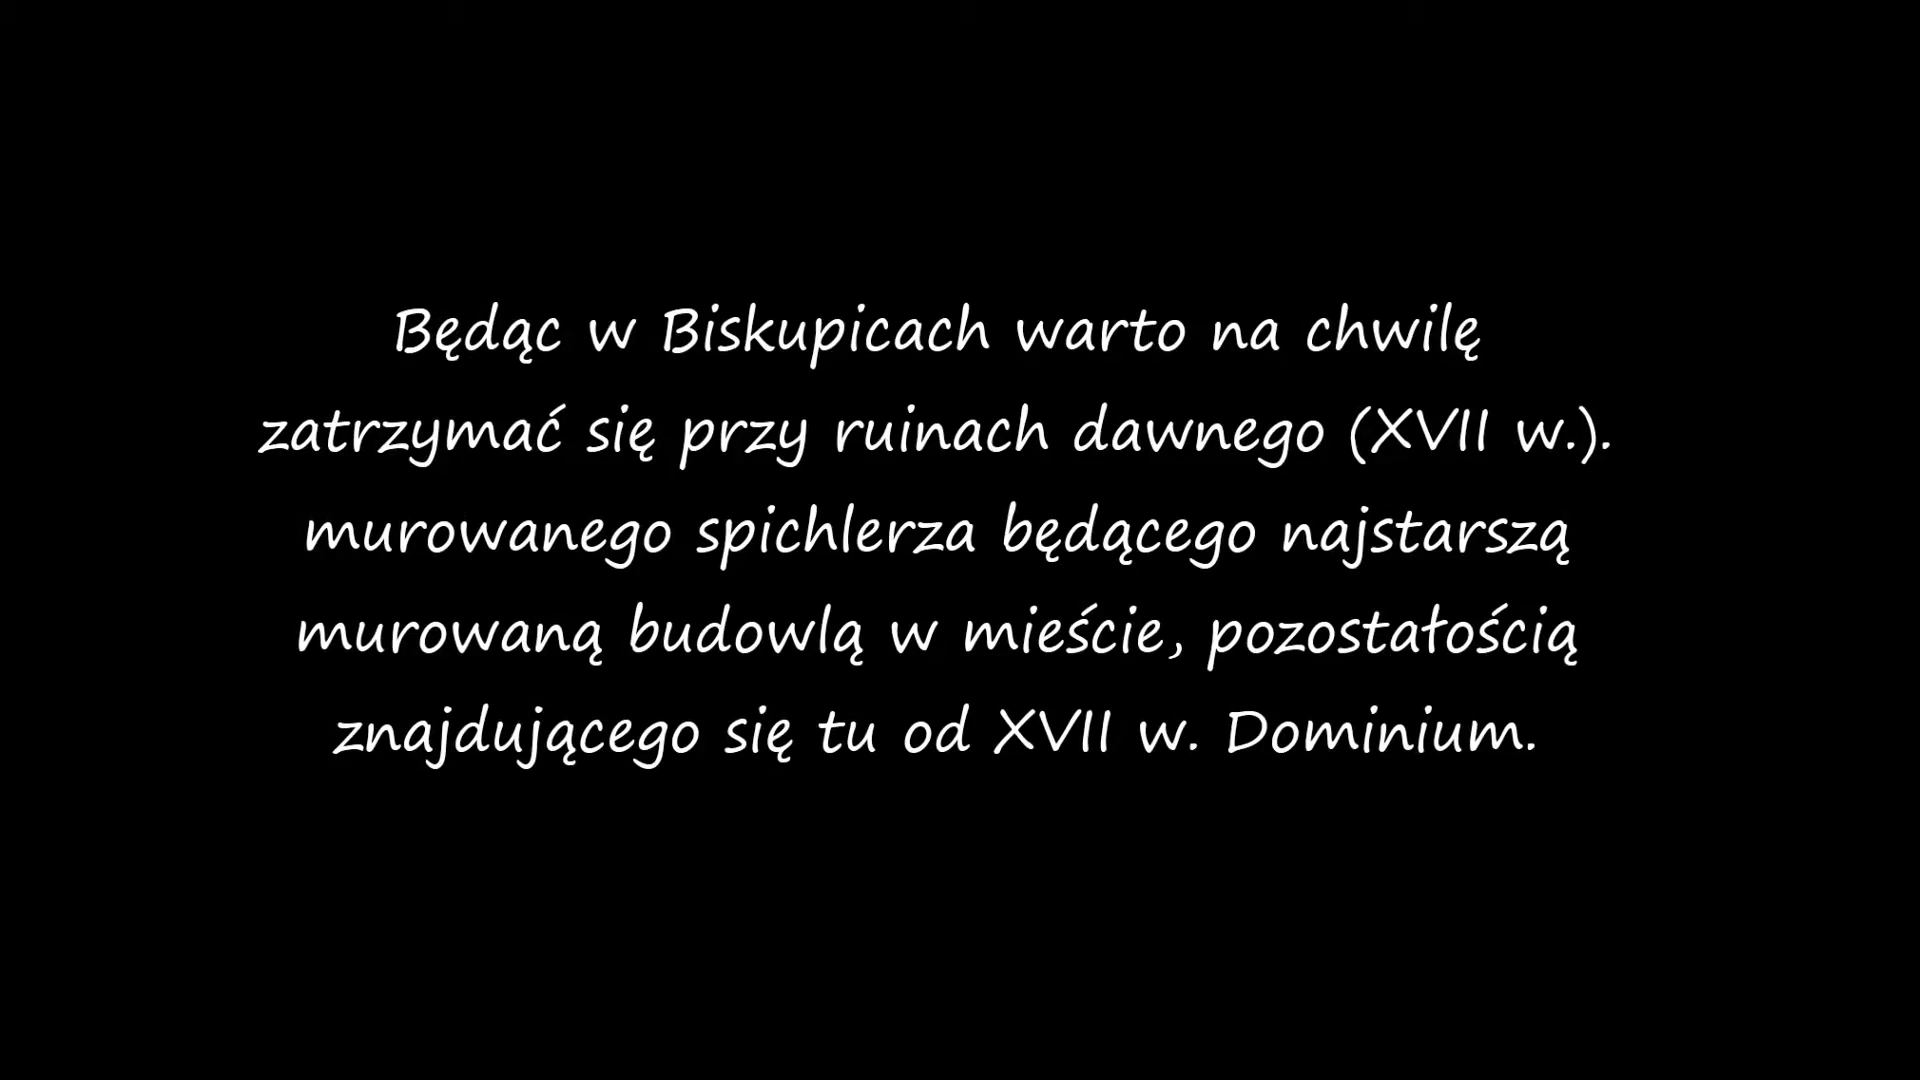 Będąc w Biskupicach warto na chwilę
zatrzymać się przy ruinach dawnego (XVII w.).
murowanego spichlerza będącego najstarszą
murowaną budowlą w mieście, pozostałością
znajdującego się tu od XVII w. Dominium.